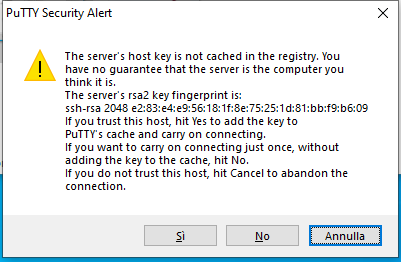 PuTTY Security Alert
The server's host key is not cached in the registry. You
have no guarantee that the server is the computer you
think it is.
The server's rsa2 key fingerprint is:
ssh-rsa 2048 e2:83:e4:e9:56:18:1f:8e:75:25:1d:81:bb:f9:b6:09
If you trust this host, hit Yes to add the key to
PuTTY's cache and carry on connecting.
If you want to carry on connecting just once, without
adding the key to the cache, hit No.
If you do not trust this host, hit Cancel to abandon the
connection.
Sì
No
Annulla